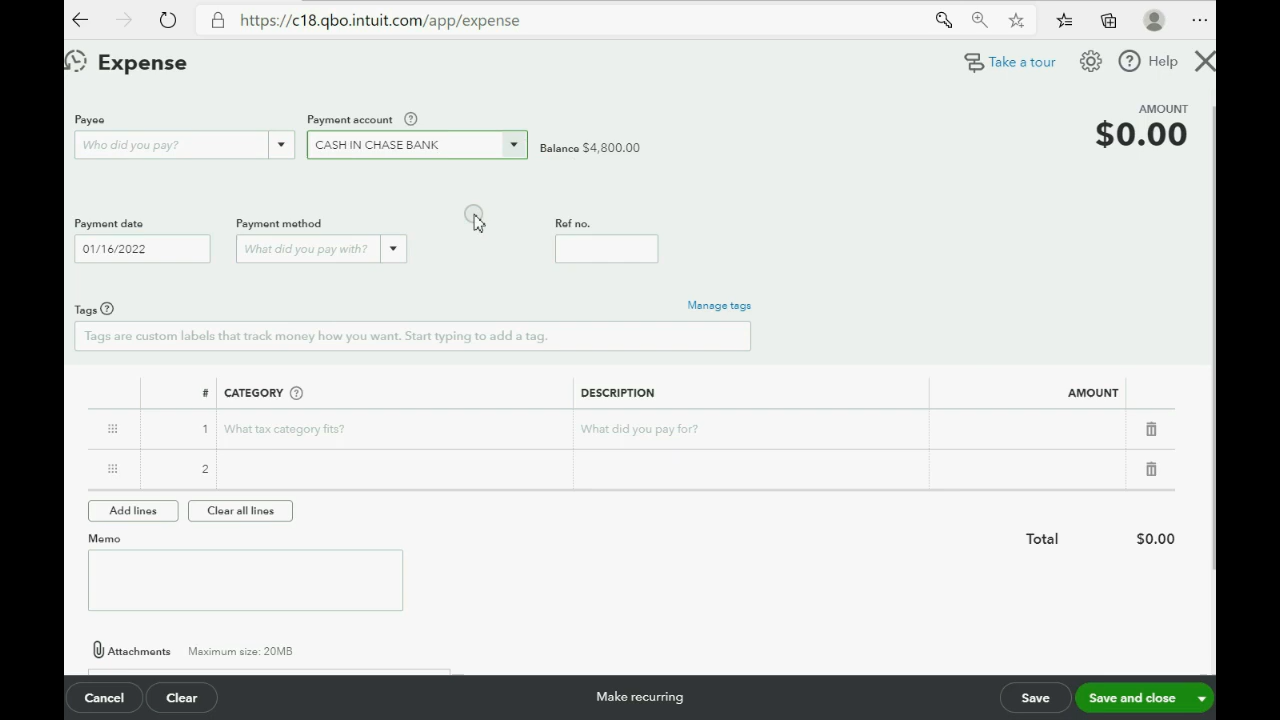 https://c18.qbo.intuit.com/app/expense
Expense
Take a tour
Help
Payee
Payment account
AMOUNT
$0.00
Who did you pay?
CASH IN CHASE BANK
Balance $4,800.00
Payment date
Payment method
Ref no.
01/16/2022
What did you pay with?
Tags
Manage tags
Tags are custom labels that track money how you want. Start typing to add a tag.
# CATEGORY DESCRIPTION AMOUNT
1 What tax category fits? What did you pay for?
2
Add lines
Clear all lines
Memo
Total $0.00
Attachments Maximum size: 20MB
Cancel
Clear
Make recurring
Save
Save and close